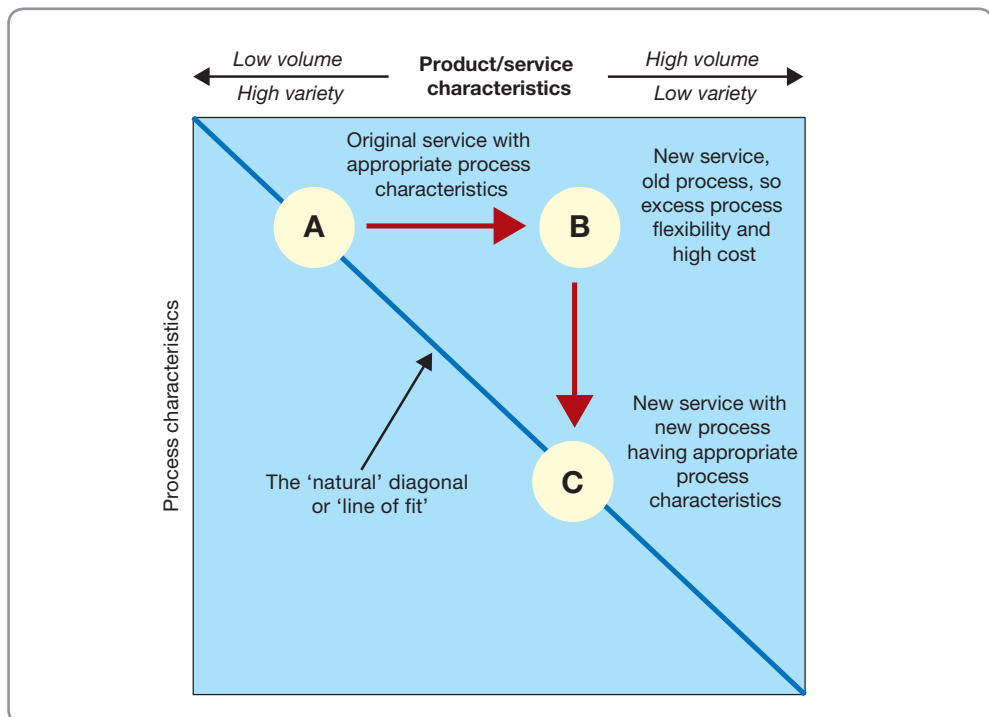 Low volume
High variety
Product/service
characteristics
High volume
Low variety
Original service with
appropriate process
characteristics
New service,
old process, so
excess process
flexibility and
high cost
A
B
Process characteristics
The ‘natural’ diagonal
or ‘line of fit’
C
New service with
new process
having appropriate
process
characteristics